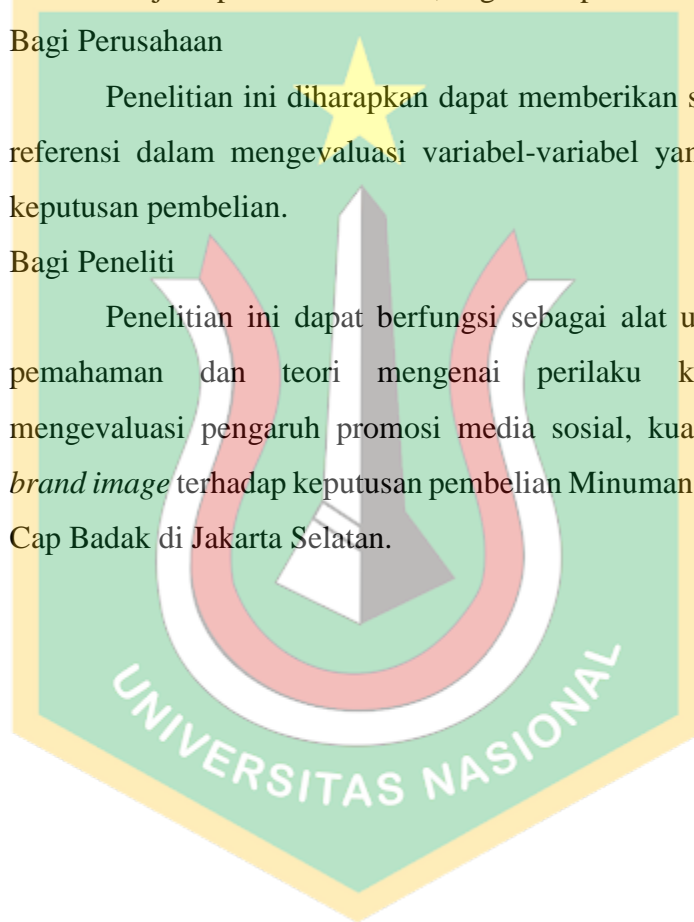 Bagi Perusahaan
Penelitian ini diharapkan dapat memberikan
referensi dalam mengevaluasi variabel-variabel
keputusan pembelian.
Bagi Peneliti
Penelitian ini dapat berfungsi sebagai alat
pemahaman dan teori mengenai perilaku
mengevaluasi pengaruh promosi media sosial,
brand image terhadap keputusan pembelian Minuman
Cap Badak di Jakarta Selatan.
UNIVERSITAS NASIONAL